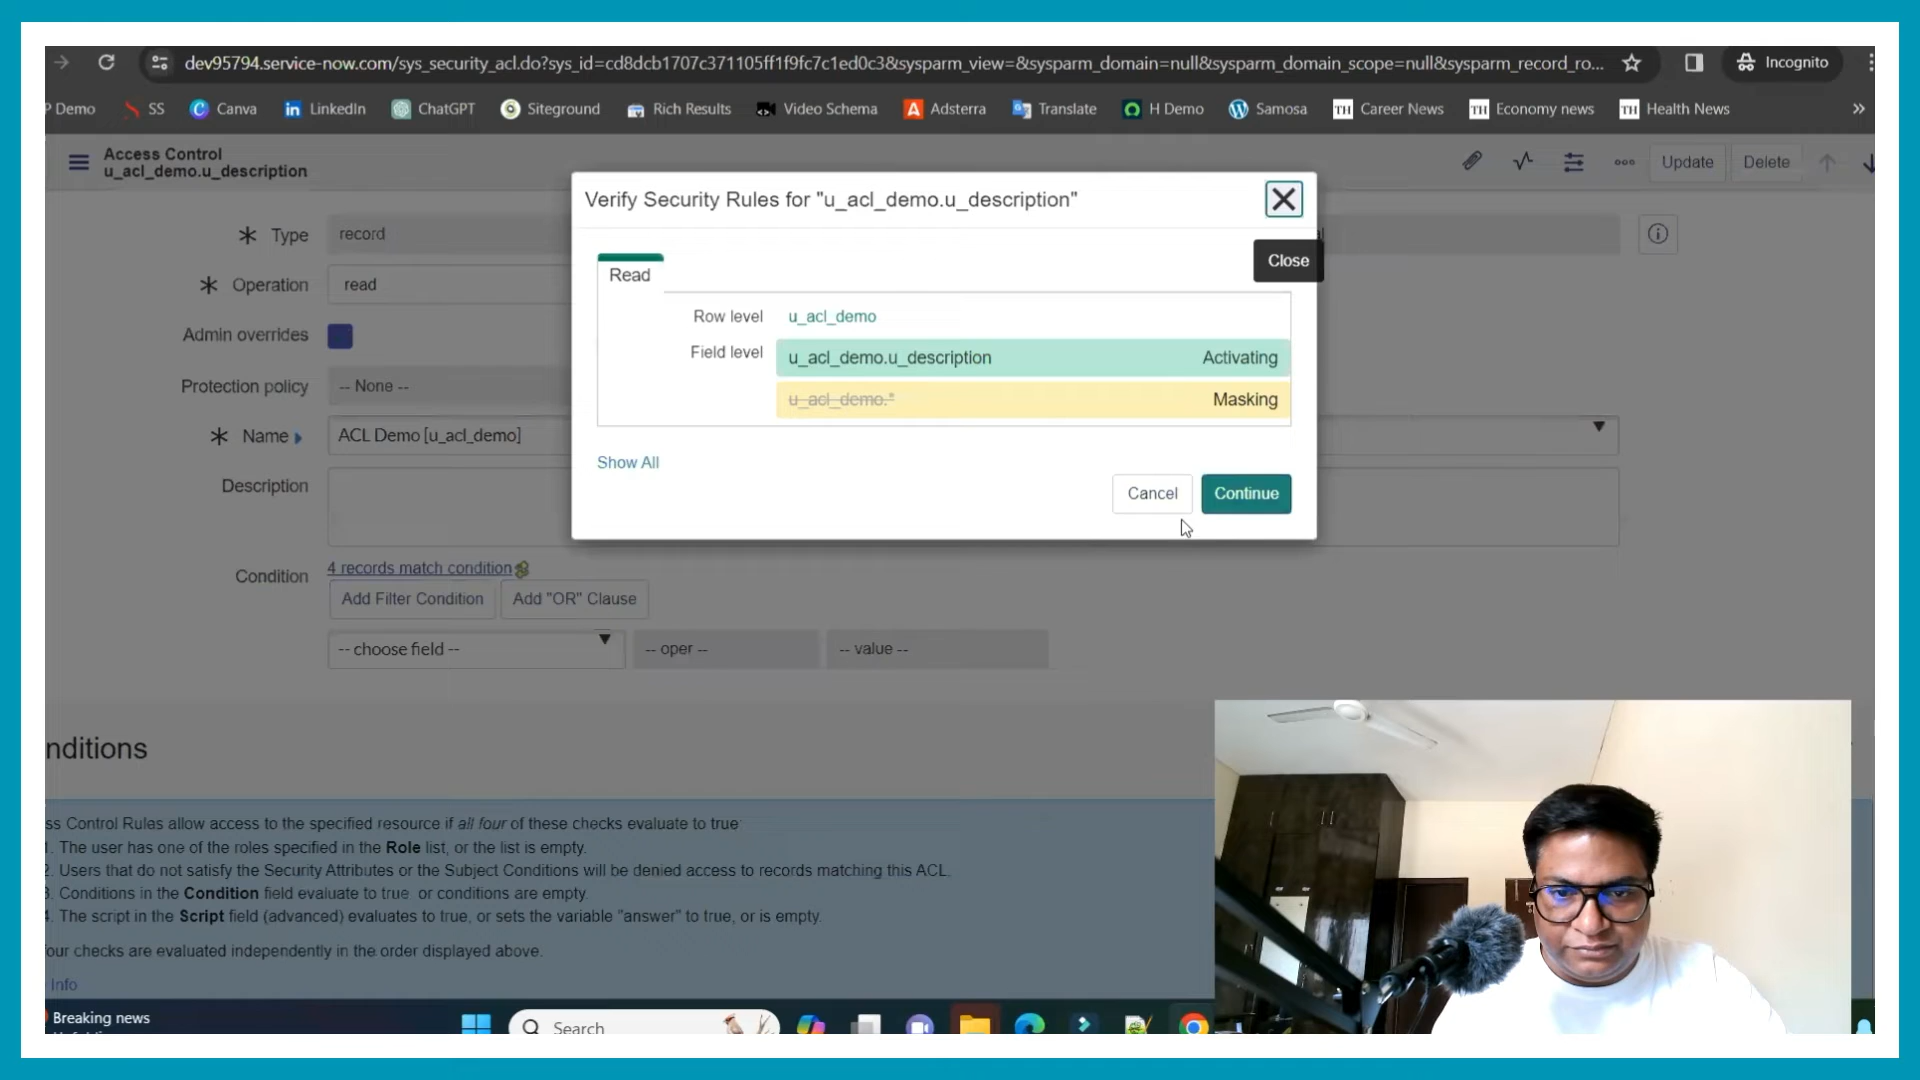 dev95794.service-now.com/sys_security_acl.do?sys_id=cd8dcb1707c371105ff1f9fc7c1ed0c3&sysparm_view=&sysparm_domain=null&sysparm_domain_scope=null&sysparm_record_ro...
Incognito
P Demo
SS
Canva
LinkedIn
ChatGPT
Siteground
Rich Results
Video Schema
Adsterra
Translate
H Demo
Samosa
TH Career News
TH Economy news
TH Health News
Access Control
u_acl_demo.u_description
Update
Delete
Verify Security Rules for "u_acl_demo.u_description"
Close
Read
Row level u_acl_demo
Field level u_acl_demo.u_description Activating
u_acl_demo.* Masking
Show All
Cancel
Continue
* Type record
* Operation read
Admin overrides
Protection policy -- None --
* Name ACL Demo [u_acl_demo]
Description
Condition 4 records match condition
Add Filter Condition
Add "OR" Clause
-- choose field --
-- oper --
-- value --
nditions
ss Control Rules allow access to the specified resource if all four of these checks evaluate to true:
1. The user has one of the roles specified in the Role list, or the list is empty.
2. Users that do not satisfy the Security Attributes or the Subject Conditions will be denied access to records matching this ACL.
3. Conditions in the Condition field evaluate to true or conditions are empty.
4. The script in the Script field (advanced) evaluates to true, or sets the variable "answer" to true, or is empty.
our checks are evaluated independently in the order displayed above.
Info
Breaking news
Search